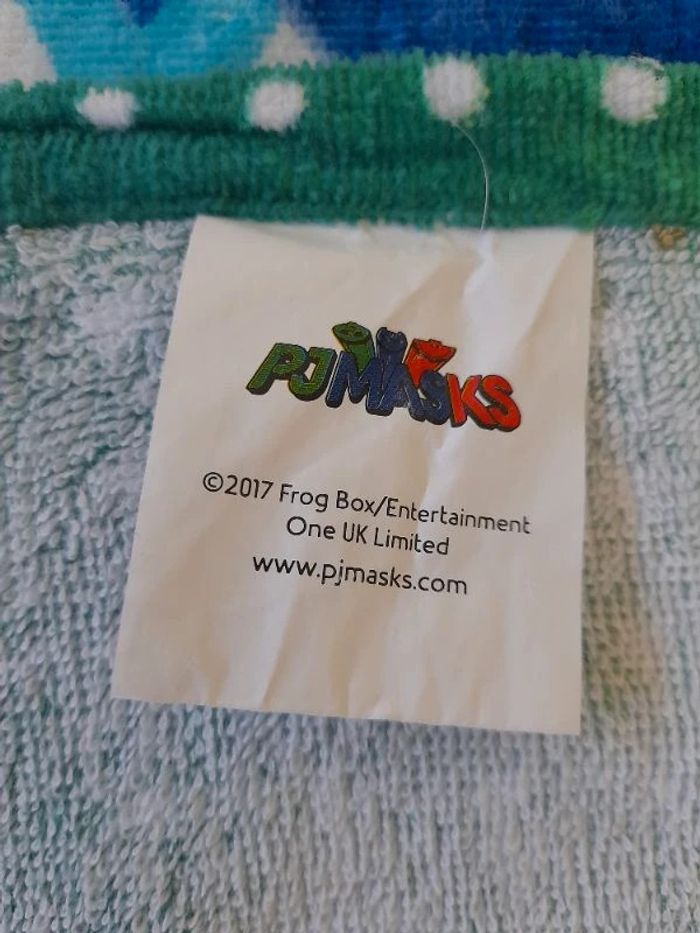 PJMASKS
©2017 Frog Box/Entertainment
One UK Limited
www.pjmasks.com